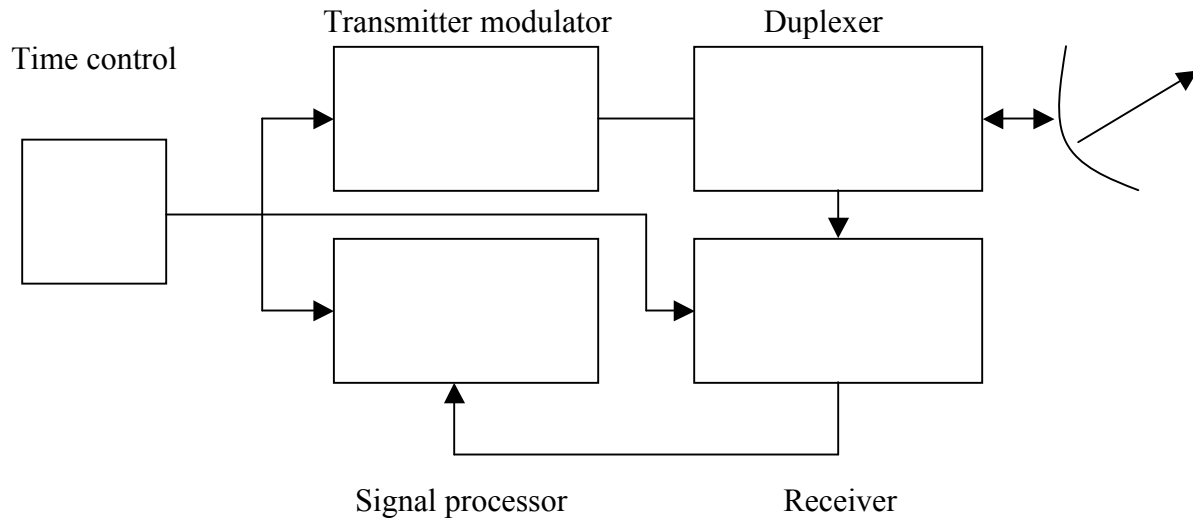 Transmitter modulator
Duplexer
Time control
Signal processor
Receiver